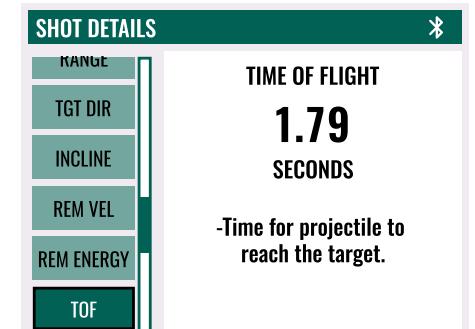 SHOT DETAILS
RANGE
TGT DIR
INCLINE
REM VEL
REM ENERGY
TOF
TIME OF FLIGHT
1.79
SECONDS
-Time for projectile to
reach the target.